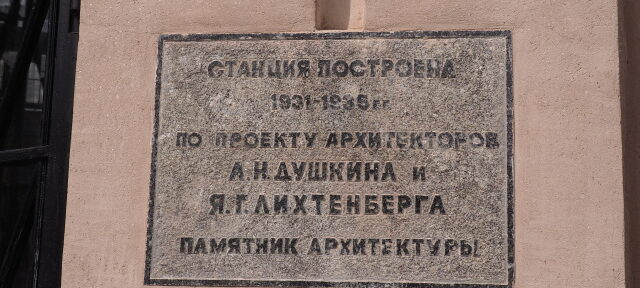 СТАНЦИЯ ПОСТРОЕНА
1931-1935 гг
ПО ПРОЕКТУ АРХИТЕКТОРОВ
А.Н.ДУШКИНА И
Я.Г.ЛИХТЕНБЕРГА
ПАМЯТНИК АРХИТЕКТУРЫ